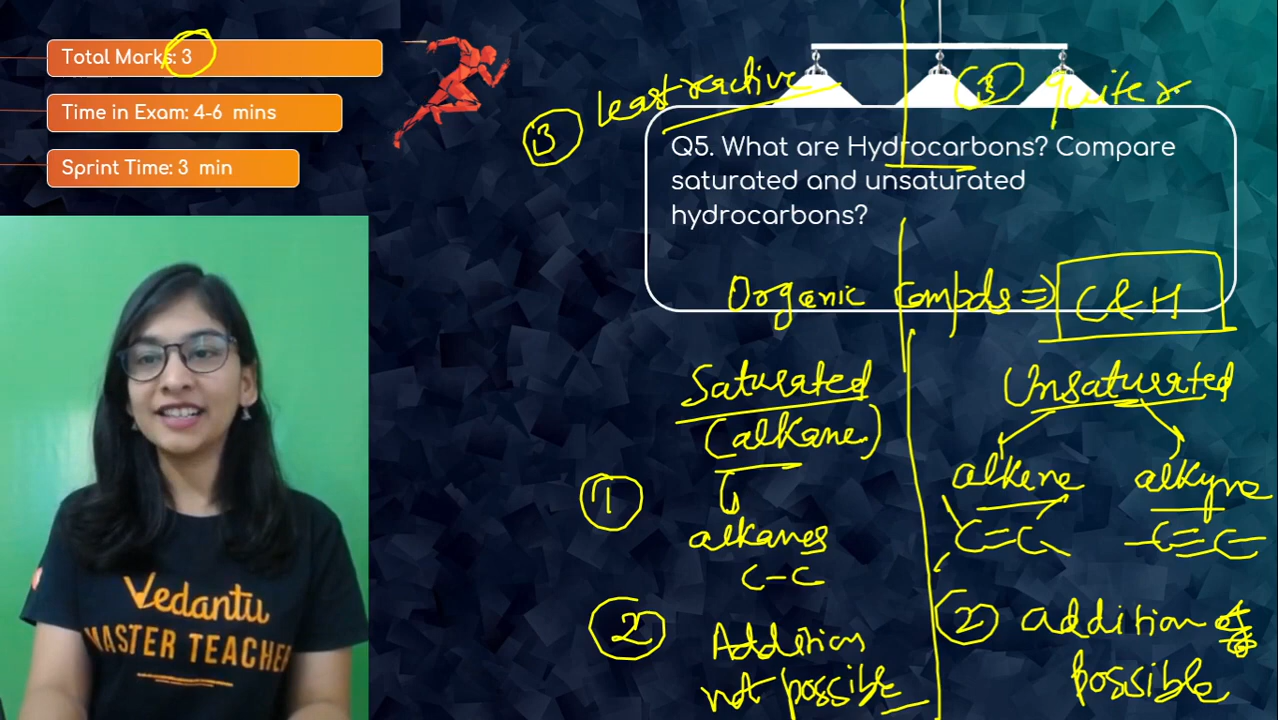 Total Marks: 3
Time in Exam: 4-6 mins
Sprint Time: 3 min
3 Least reactive
3 quite r
Q5. What are Hydrocarbons? Compare
saturated and unsaturated
hydrocarbons?
Organic Compds ⇒ C & H
Saturated
(alkane)
Unsaturated
alkene alkyne
1
alkanes
C=C C≡C
C-C
2 Addition
not possible
2 Addition
possible
Vedantu
MASTER TEACHER